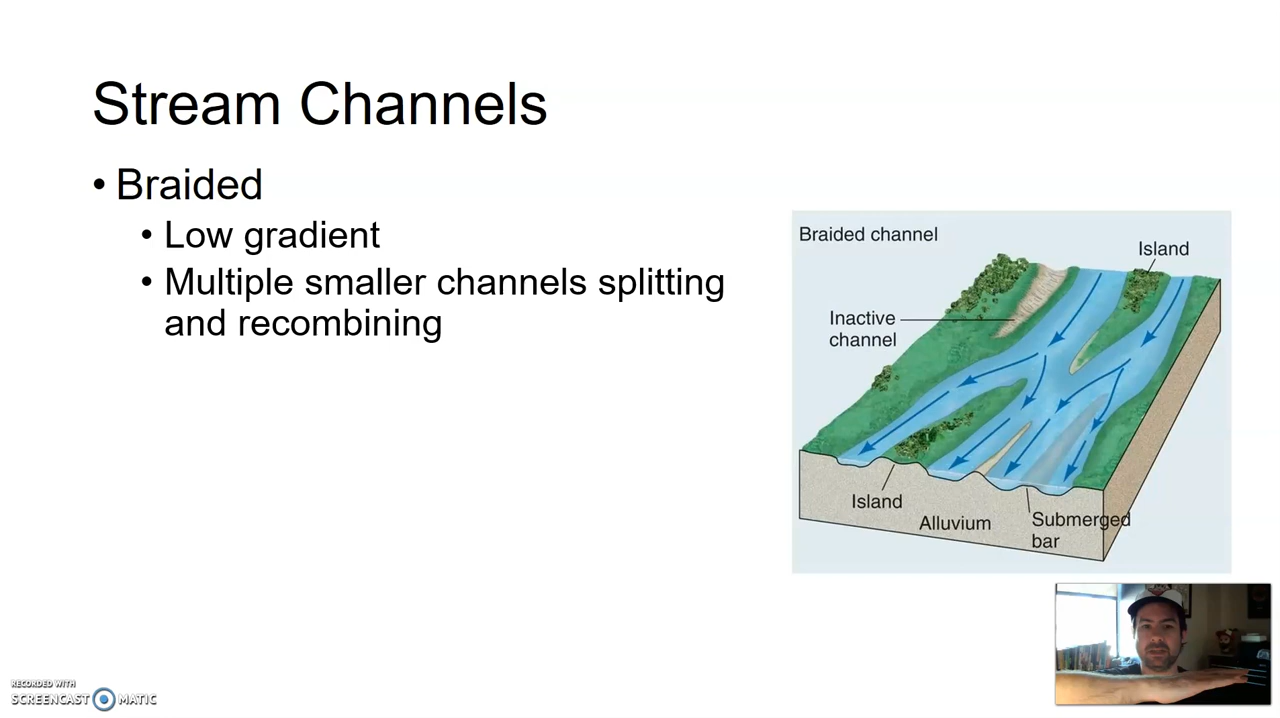 Stream Channels
• Braided
• Low gradient
• Multiple smaller channels splitting
and recombining
Braided channel
Island
Inactive
channel
Island
Alluvium
Submerged
bar
RECORDED WITH
SCREENCAST MATIC